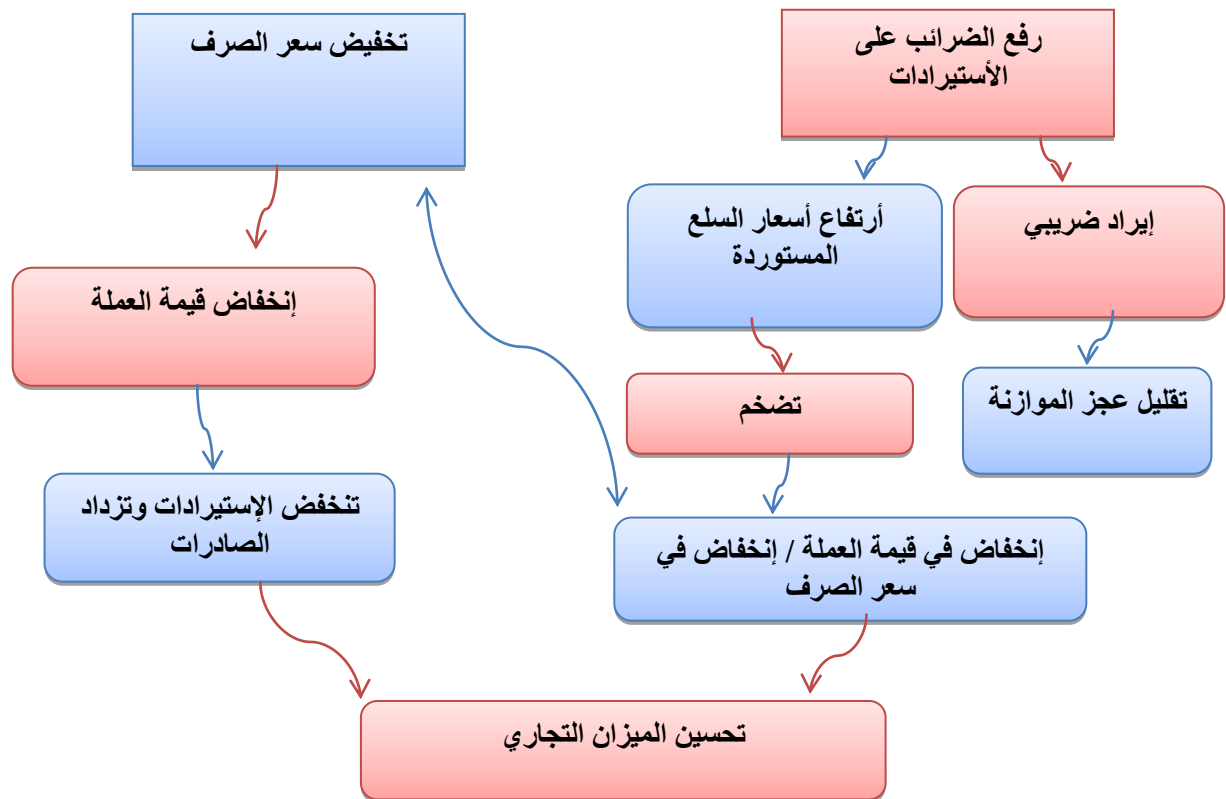 رفع الضرائب على
الأستيرادات
تخفيض سعر الصرف
إيراد ضريبي
أرتفاع أسعار السلع
المستوردة
إنخفاض قيمة العملة
تقليل عجز الموازنة
تضخم
تنخفض الإستيرادات وتزداد
الصادرات
إنخفاض في قيمة العملة / إنخفاض في
سعر الصرف
تحسين الميزان التجاري